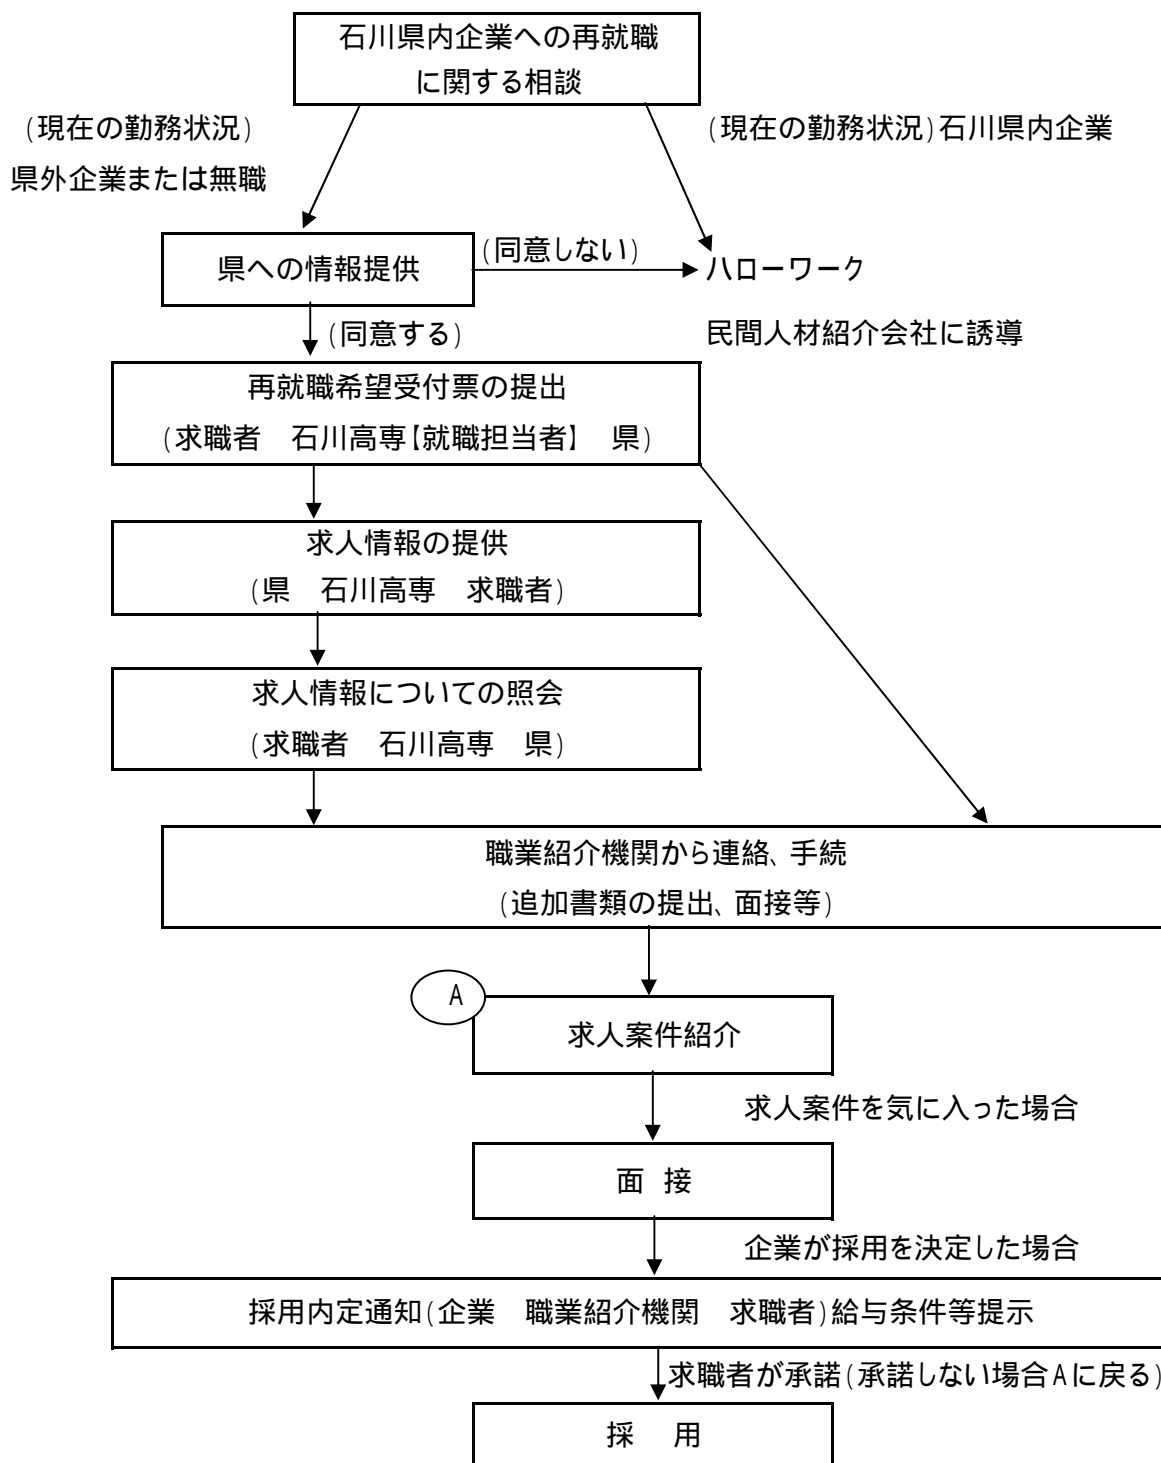 石川県内企業への再就職
に関する相談
(現在の勤務状況)
県外企業または無職
(現在の勤務状況)石川県内企業
県への情報提供
(同意しない)
ハローワーク
(同意する)
民間人材紹介会社に誘導
再就職希望受付票の提出
(求職者　石川高専【就職担当者】　県)
求人情報の提供
(県　石川高専　求職者)
求人情報についての照会
(求職者　石川高専　県)
職業紹介機関から連絡、手続
(追加書類の提出、面接等)
A
求人案件紹介
求人案件を気に入った場合
面 接
企業が採用を決定した場合
採用内定通知(企業　職業紹介機関　求職者)給与条件等提示
求職者が承諾(承諾しない場合Aに戻る)
採　用